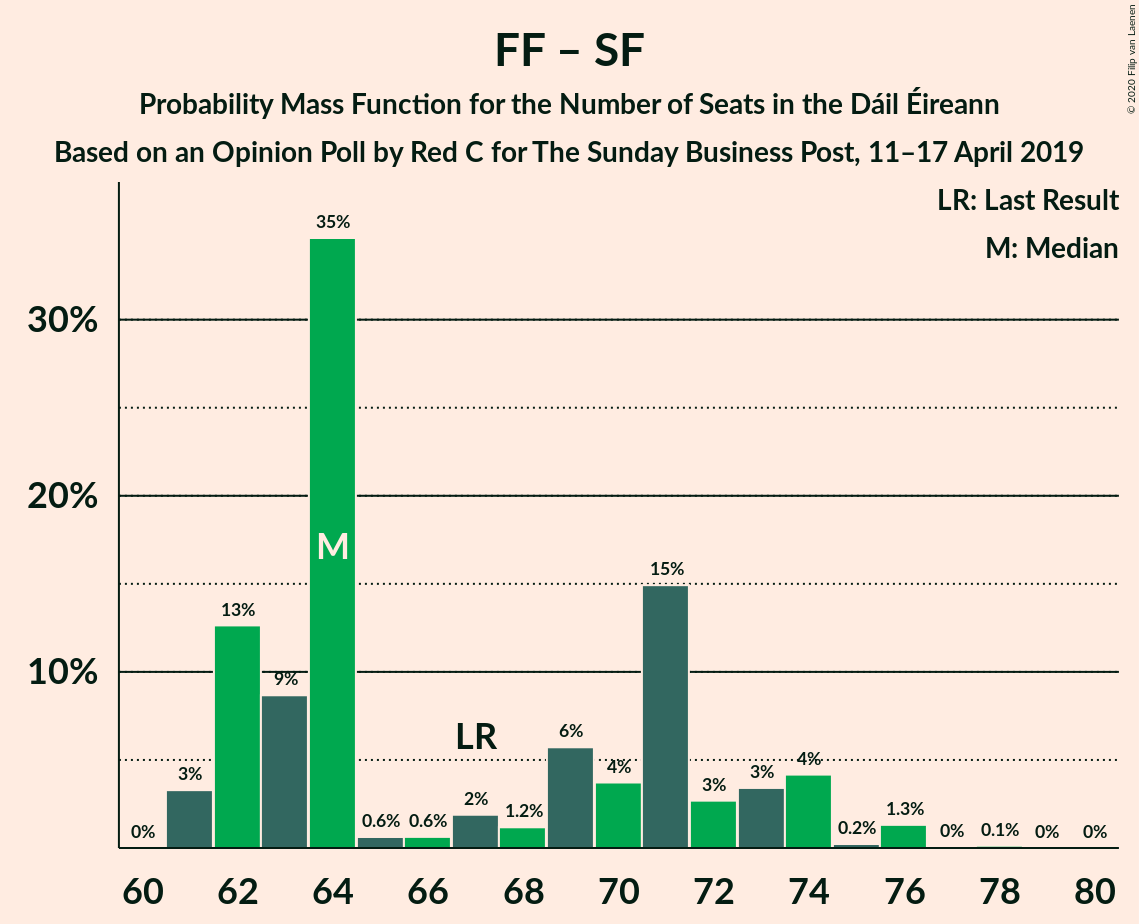 FF – SF
Probability Mass Function for the Number of Seats in the Dáil Éireann
Based on an Opinion Poll by Red C for The Sunday Business Post, 11–17 April 2019
© 2020 Filip van Laenen
LR: Last Result
M: Median
30%
20%
10%
0%
3%
13%
9%
35%
M
0.6%
0.6%
LR
2%
1.2%
6%
4%
15%
3%
3%
4%
0.2%
1.3%
0%
0.1%
0%
0%
60 62 64 66 68 70 72 74 76 78 80